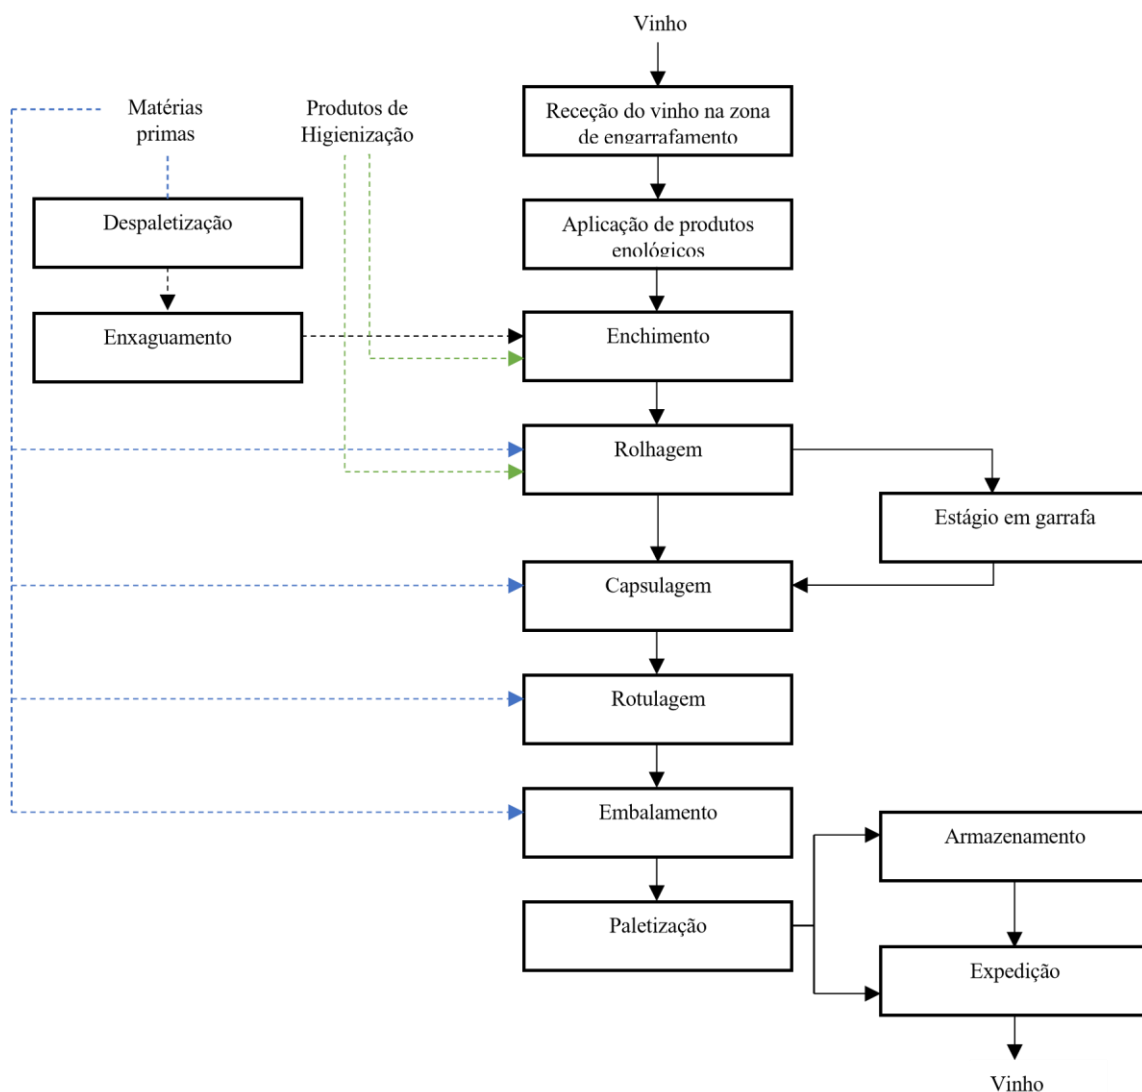 Vinho
Matérias
primas
Produtos de
Higienização
Receção do vinho na zona
de engarrafamento
Despaletização
Aplicação de produtos
enológicos
Enxaguamento
Enchimento
Rolhagem
Estágio em garrafa
Capsulagem
Rotulagem
Embalamento
Armazenamento
Paletização
Expedição
Vinho